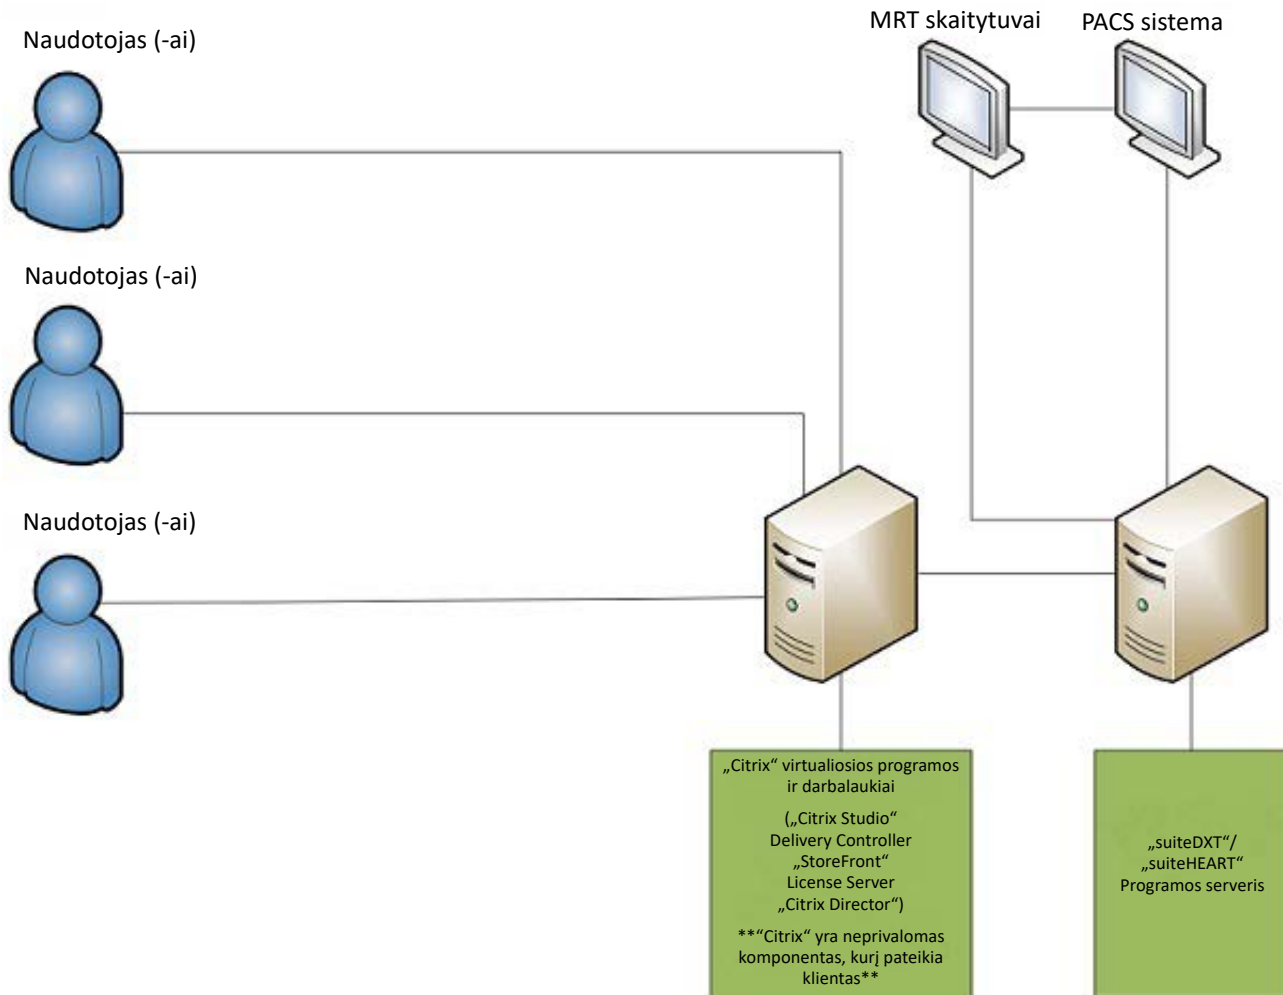 MRT skaitytuvai
PACS sistema
Naudotojas (-ai)
Naudotojas (-ai)
Naudotojas (-ai)
„Citrix“ virtualiosios programos
ir darbalaukiai
(„Citrix Studio“
Delivery Controller
„StoreFront“
License Server
„Citrix Director“)
**“Citrix“ yra neprivalomas
komponentas, kurį pateikia
klientas**
„suiteDXT“/
„suiteHEART“
Programos serveris